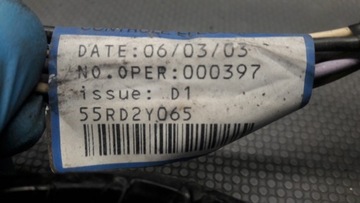 DATE:06/03/03
NO.OPER:000397
issue: D1
55RD2Y065